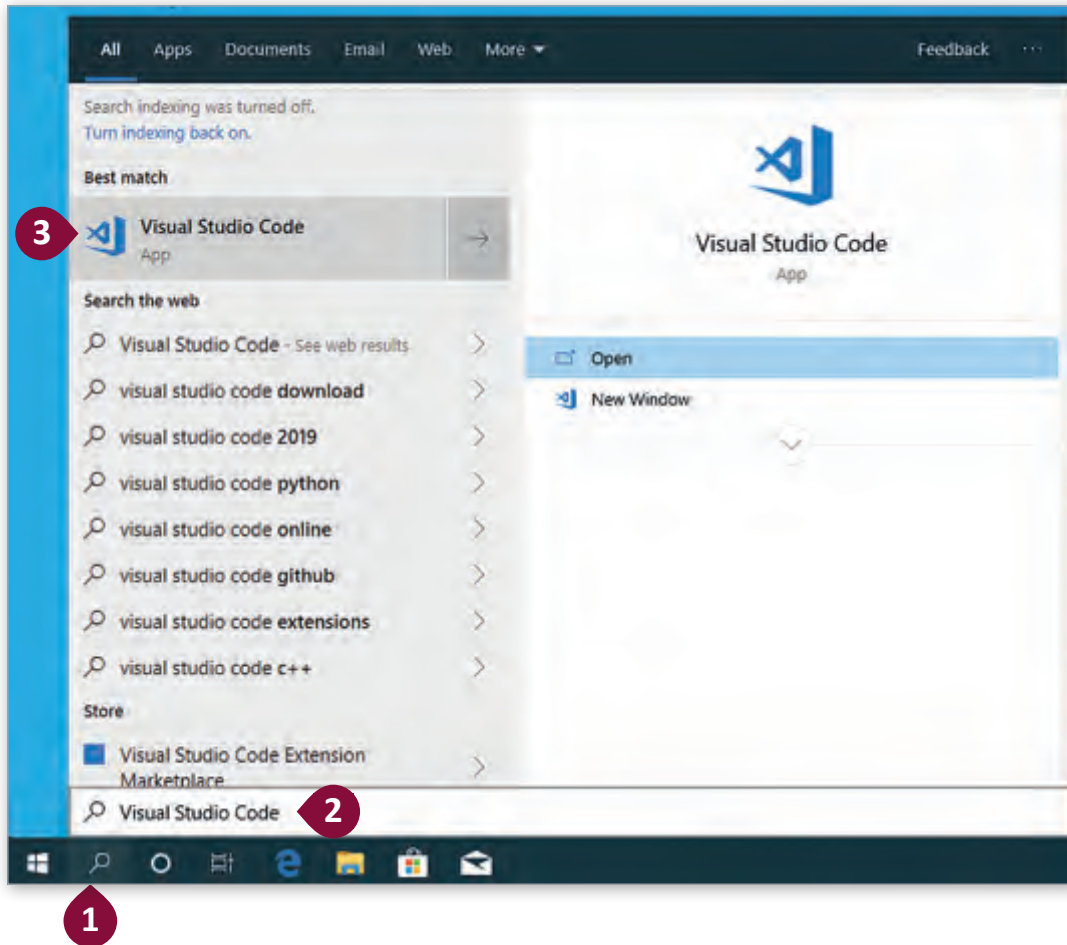 All Apps Documents Email Web More Feedback ...
Search indexing was turned off.
Turn indexing back on.
Best match
3
Visual Studio Code
App
Visual Studio Code
App
Search the web
Visual Studio Code - See web results
visual studio code download
visual studio code 2019
visual studio code python
visual studio code online
visual studio code github
visual studio code extensions
visual studio code c++
Open
New Window
Store
Visual Studio Code Extension
Marketplace
Visual Studio Code
2
1